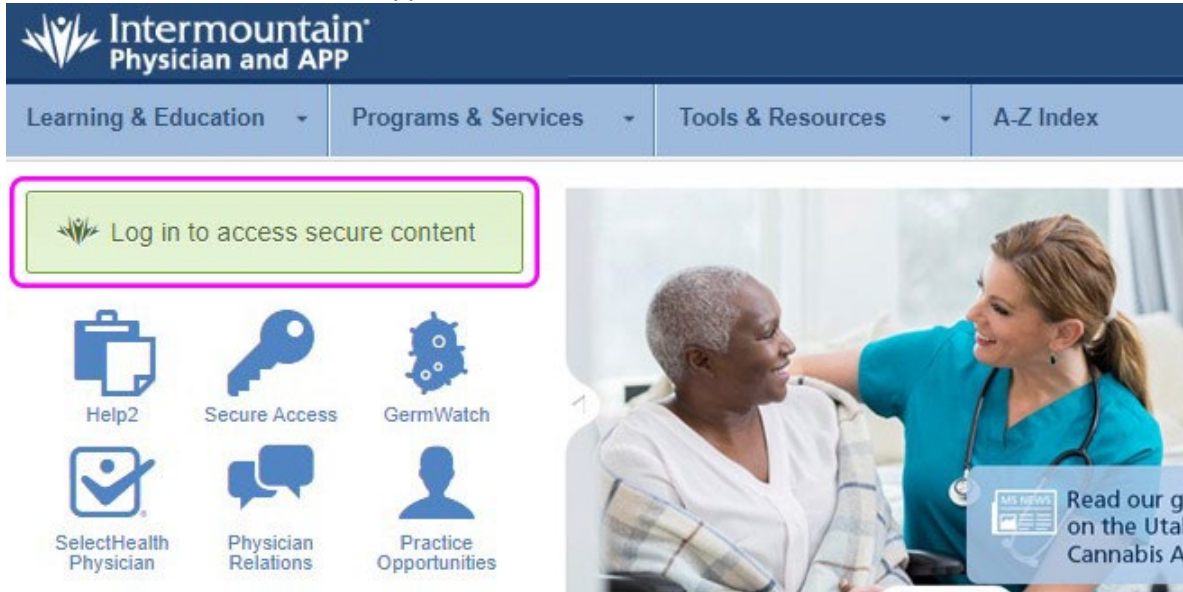 Intermountain
Physician and APP
Learning & Education
Programs & Services
Tools & Resources
A-Z Index
Log in to access secure content
Help2
Secure Access
GermWatch
SelectHealth
Physician
Physician
Relations
Practice
Opportunities
MS NEWS
Read our g
on the Uta
Cannabis A